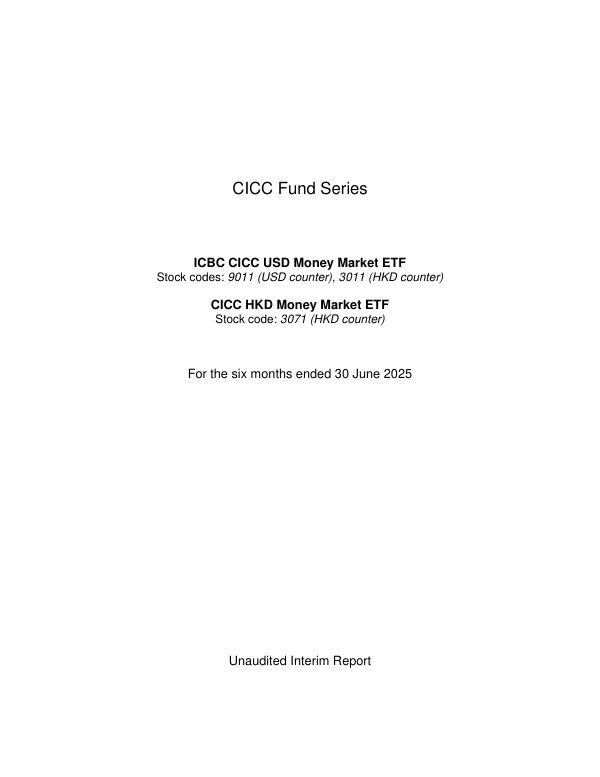 CICC Fund Series
ICBC CICC USD Money Market ETF
Stock codes: 9011 (USD counter), 3011 (HKD counter)
CICC HKD Money Market ETF
Stock code: 3071 (HKD counter)
For the six months ended 30 June 2025
Unaudited Interim Report